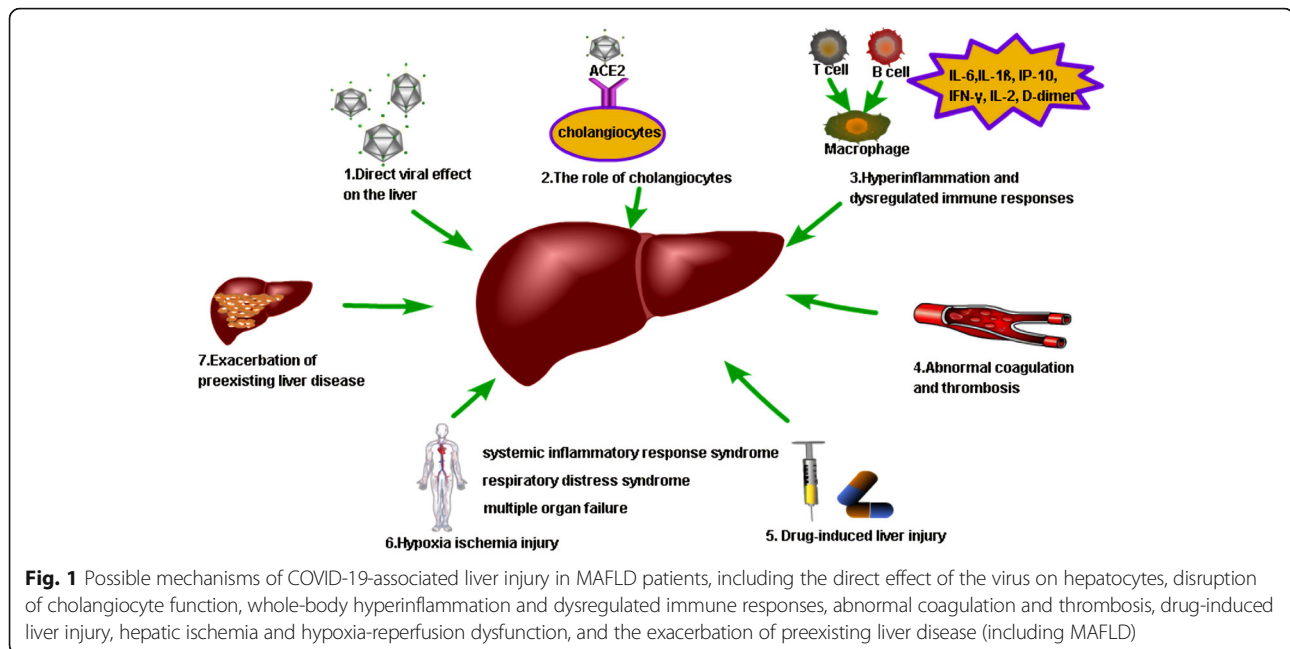 ACE2
cholangiocytes
T cell
B cell
IL-6,IL-1ß, IP-10,
IFN-γ, IL-2, D-dimer
Macrophage
1.Direct viral effect
on the liver
2.The role of cholangiocytes
3.Hyperinflammation and
dysregulated immune responses
4.Abnormal coagulation
and thrombosis
5. Drug-induced liver injury
systemic inflammatory response syndrome
respiratory distress syndrome
multiple organ failure
6.Hypoxia ischemia injury
7.Exacerbation of
preexisting liver disease
Fig. 1 Possible mechanisms of COVID-19-associated liver injury in MAFLD patients, including the direct effect of the virus on hepatocytes, disruption
of cholangiocyte function, whole-body hyperinflammation and dysregulated immune responses, abnormal coagulation and thrombosis, drug-induced
liver injury, hepatic ischemia and hypoxia-reperfusion dysfunction, and the exacerbation of preexisting liver disease (including MAFLD)